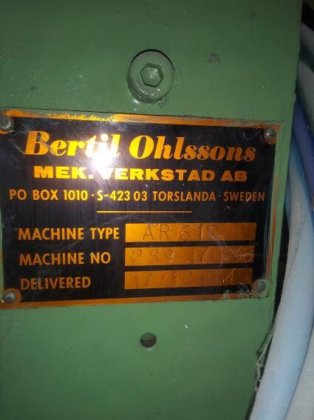 Bertil Ohlssons
MEK. VERKSTAD AB
PO BOX 1010 · S-423 03 TORSLANDA · SWEDEN
MACHINE TYPE
MACHINE NO
DELIVERED